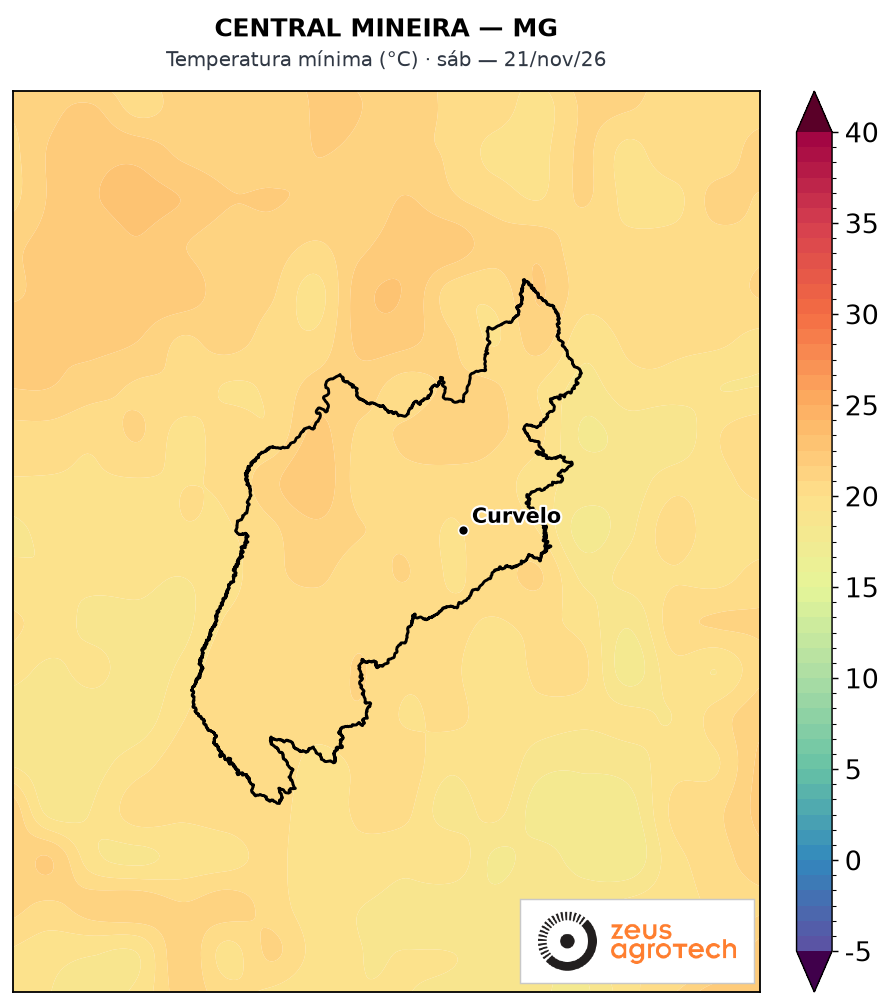 CENTRAL MINEIRA — MG
Temperatura mínima (°C) · sáb — 21/nov/26
40
35
30
25
20
15
10
5
0
-5
Curvelo
zeus
agrotech